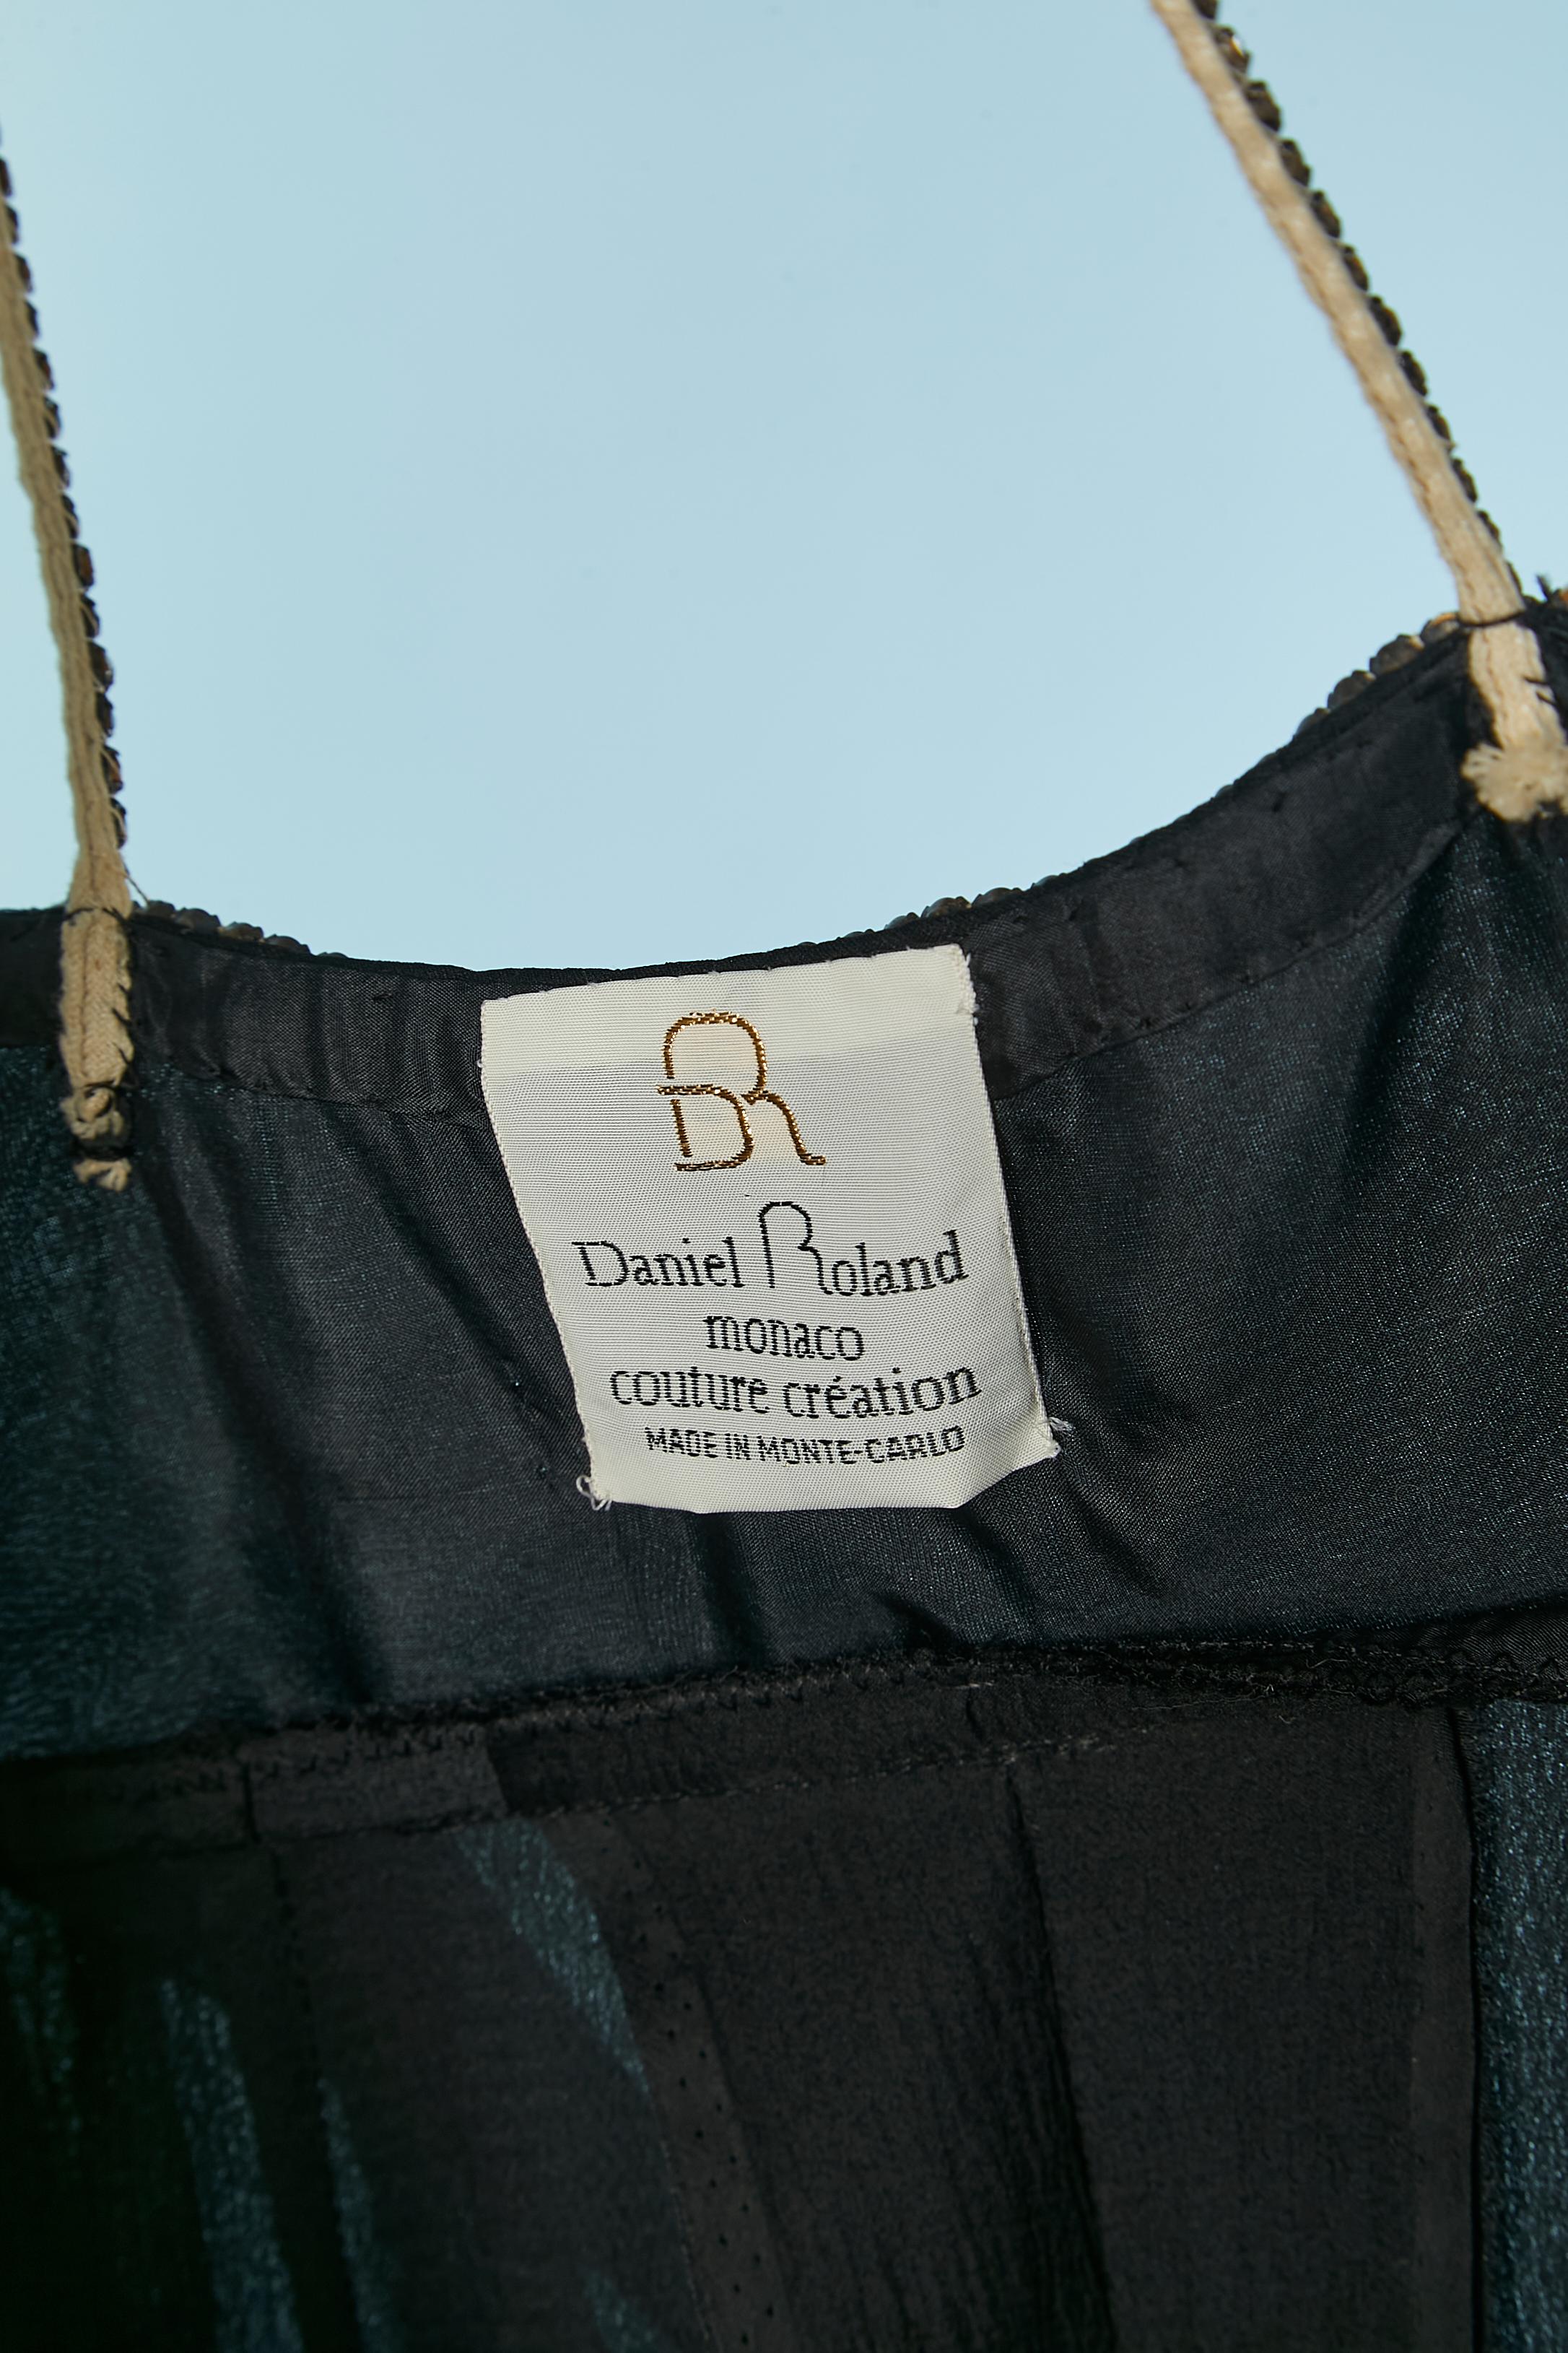 DR
Daniel Roland
monaco
couture création
MADE IN MONTE-CARLO